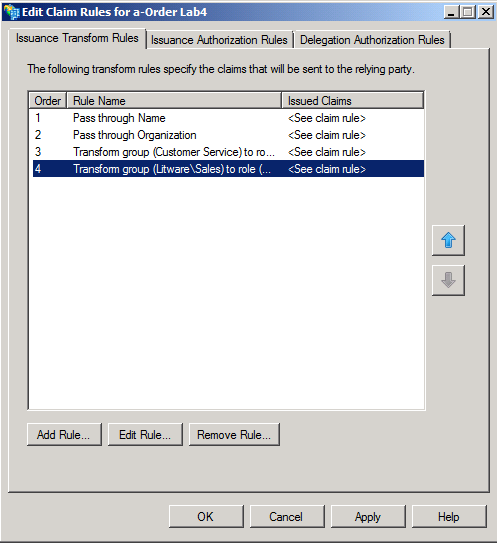 Edit Claim Rules for a-Order Lab4
Issuance Transform Rules Issuance Authorization Rules Delegation Authorization Rules
The following transform rules specify the claims that will be sent to the relying party.
Order Rule Name Issued Claims
1 Pass through Name <See claim rule>
2 Pass through Organization <See claim rule>
3 Transform group (Customer Service) to ro... <See claim rule>
4 Transform group (Litware\Sales) to role (... <See claim rule>
Add Rule... Edit Rule... Remove Rule...
OK Cancel Apply Help